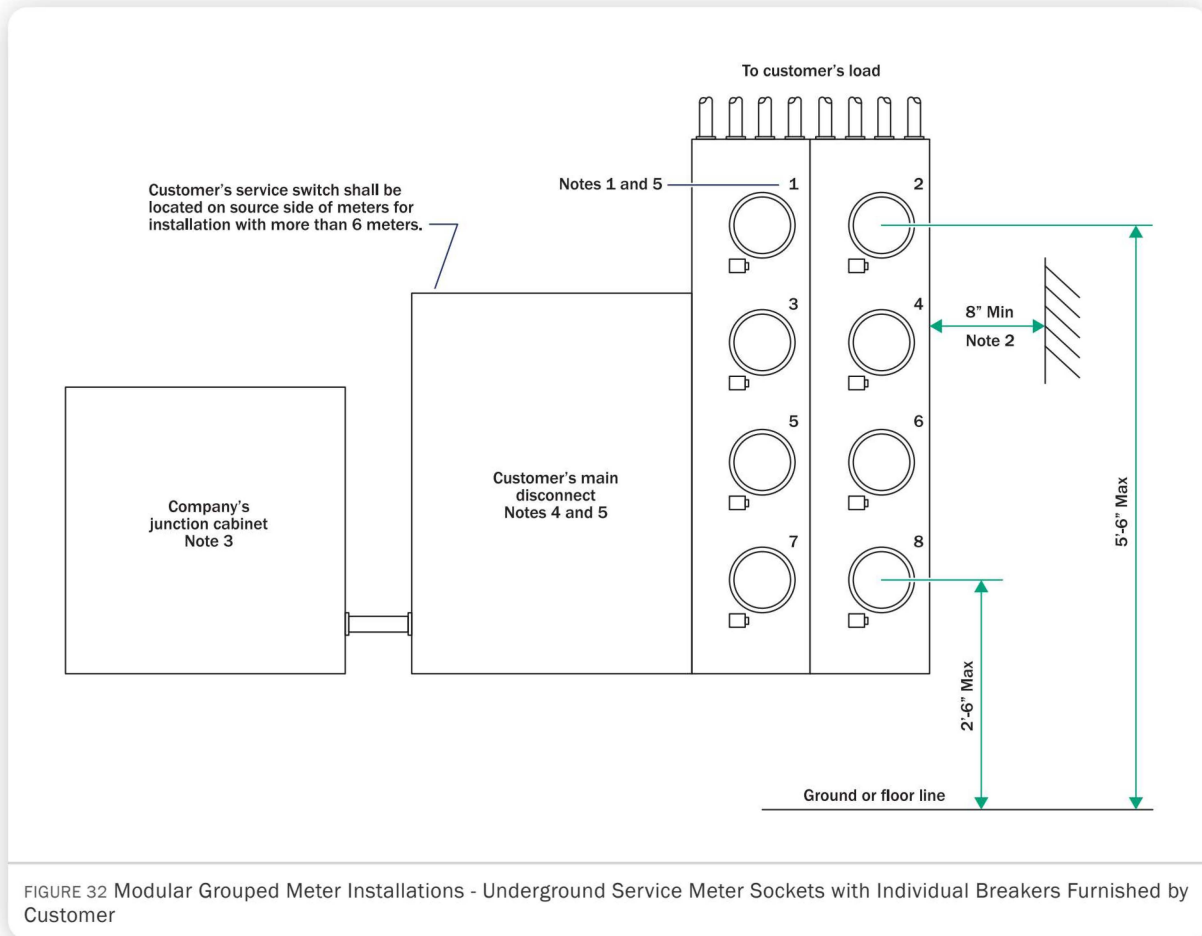 To customer's load
Customer's service switch shall be
located on source side of meters for
installation with more than 6 meters.
Notes 1 and 5
1
2
3
4
8" Min
Note 2
5
6
Company's
junction cabinet
Note 3
Customer's main
disconnect
Notes 4 and 5
5'-6" Max
7
8
2'-6" Max
Ground or floor line
FIGURE 32 Modular Grouped Meter Installations - Underground Service Meter Sockets with Individual Breakers Furnished by
Customer